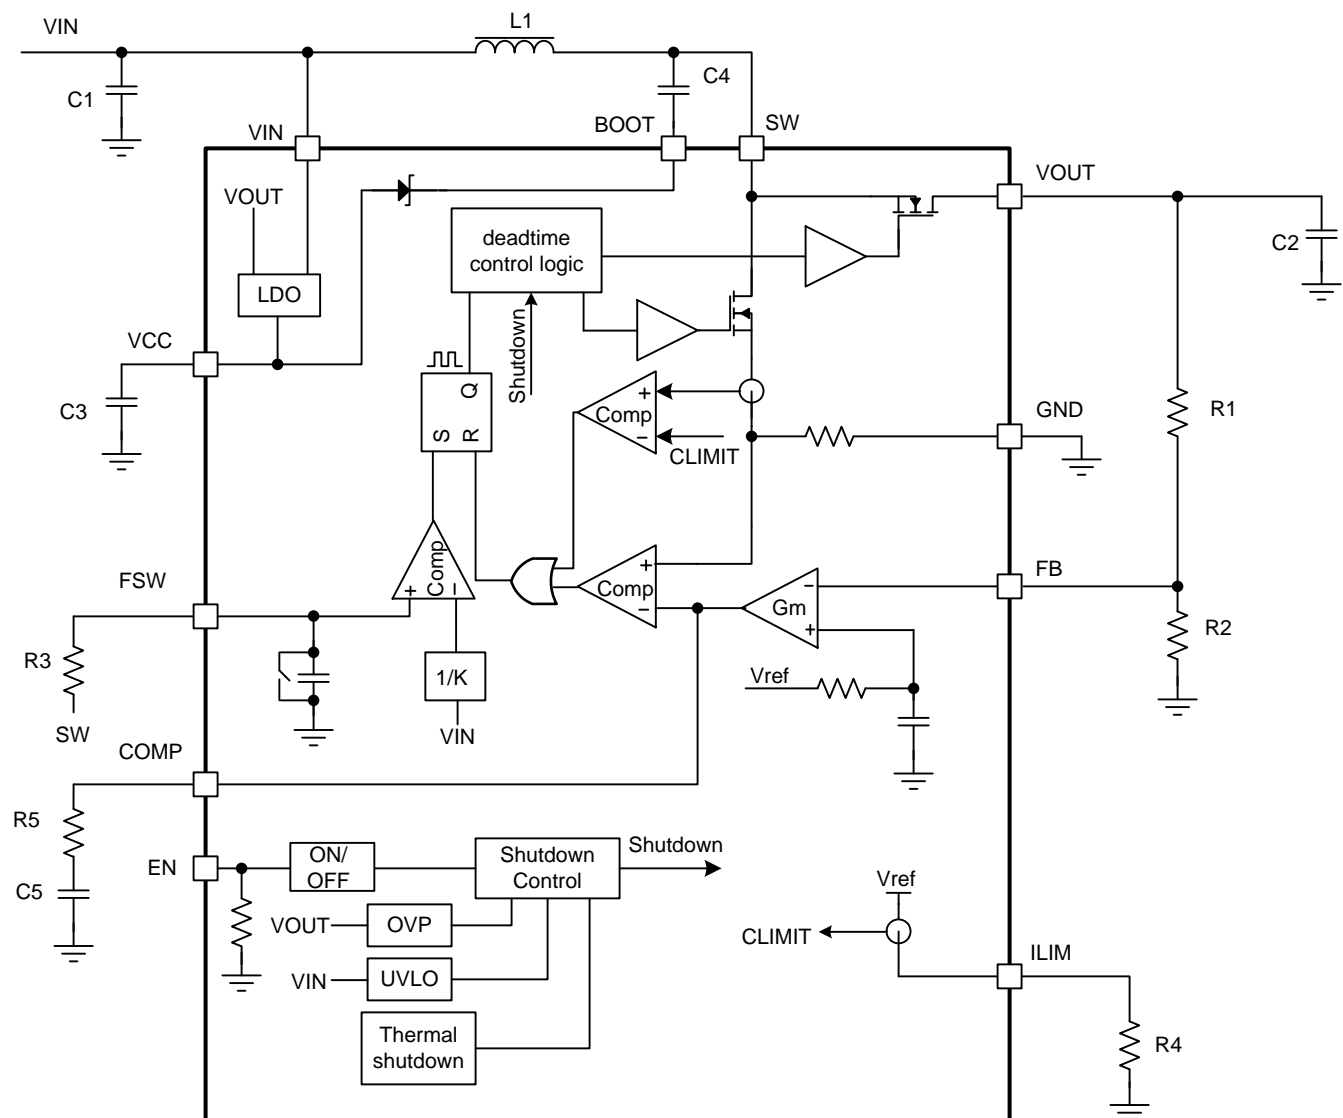 VIN
L1
C1
C4
VIN
BOOT
SW
VOUT
VOUT
deadtime
control logic
C2
LDO
VCC
Shutdown
C3
Q
S
R
+
Comp
−
CLIMIT
GND
R1
FSW
Comp
+
−
+
Comp
−
Gm
−
+
FB
R2
R3
1/K
Vref
SW
VIN
COMP
R5
EN
ON/
OFF
Shutdown
Control
Shutdown
C5
VOUT
OVP
Vref
CLIMIT
VIN
UVLO
ILIM
Thermal
shutdown
R4